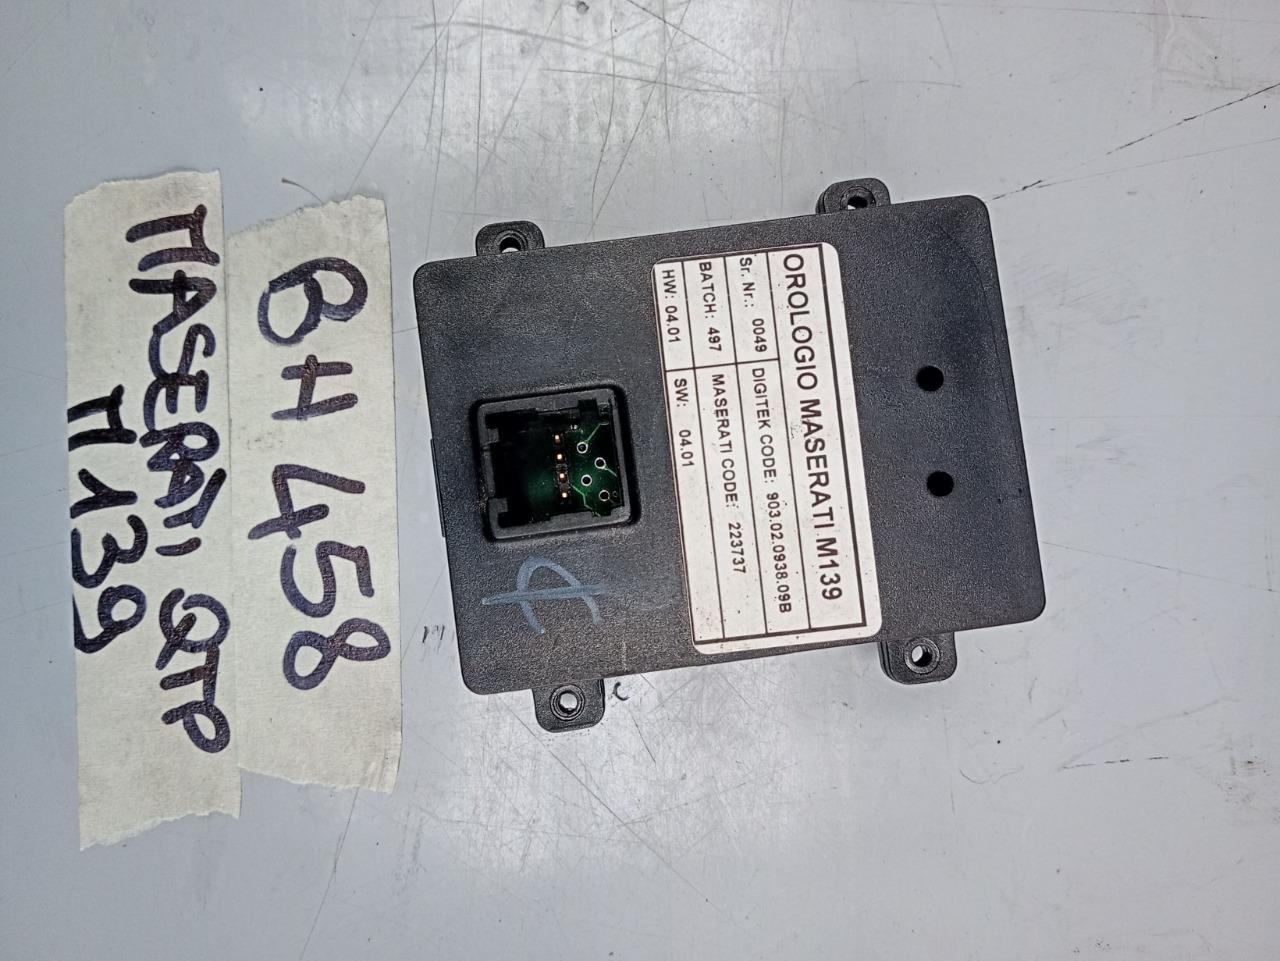 BH 458
MASERATI QTP
M139
OROLOGIO MASERATI M139
Sr. Nr.: 0049 DIGITEK CODE: 903.02.0938.09B
BATCH: 497 MASERATI CODE: 223737
HW: 04.01 SW: 04.01